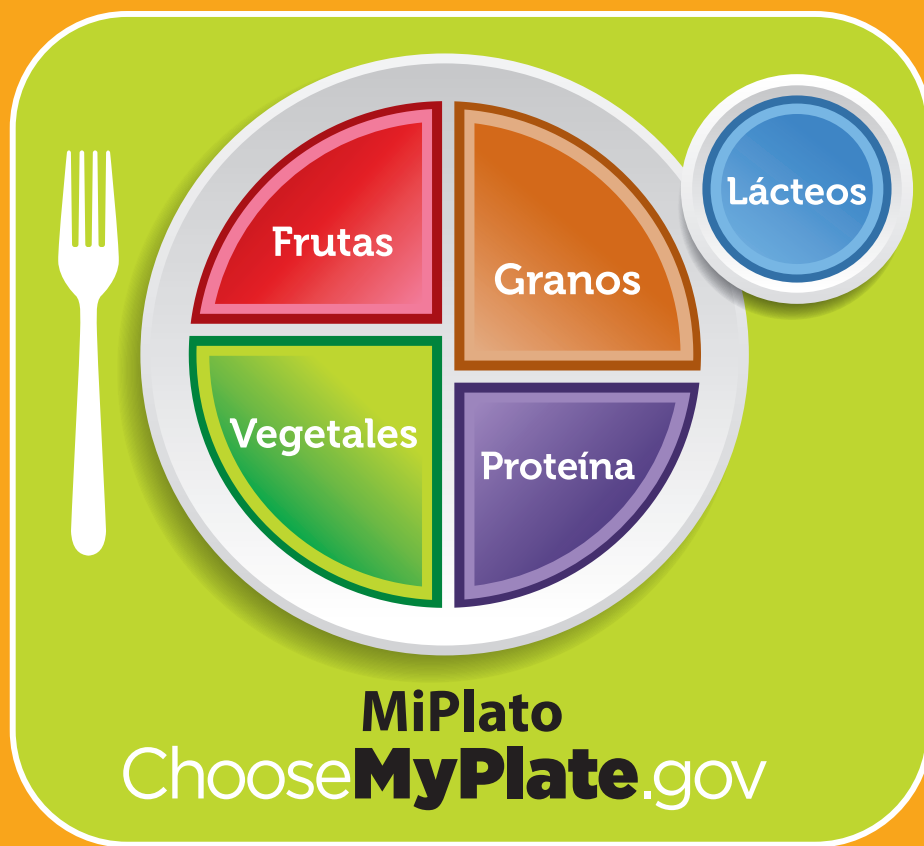 Frutas
Granos
Lácteos
Vegetales
Proteína
MiPlato
ChooseMyPlate.gov